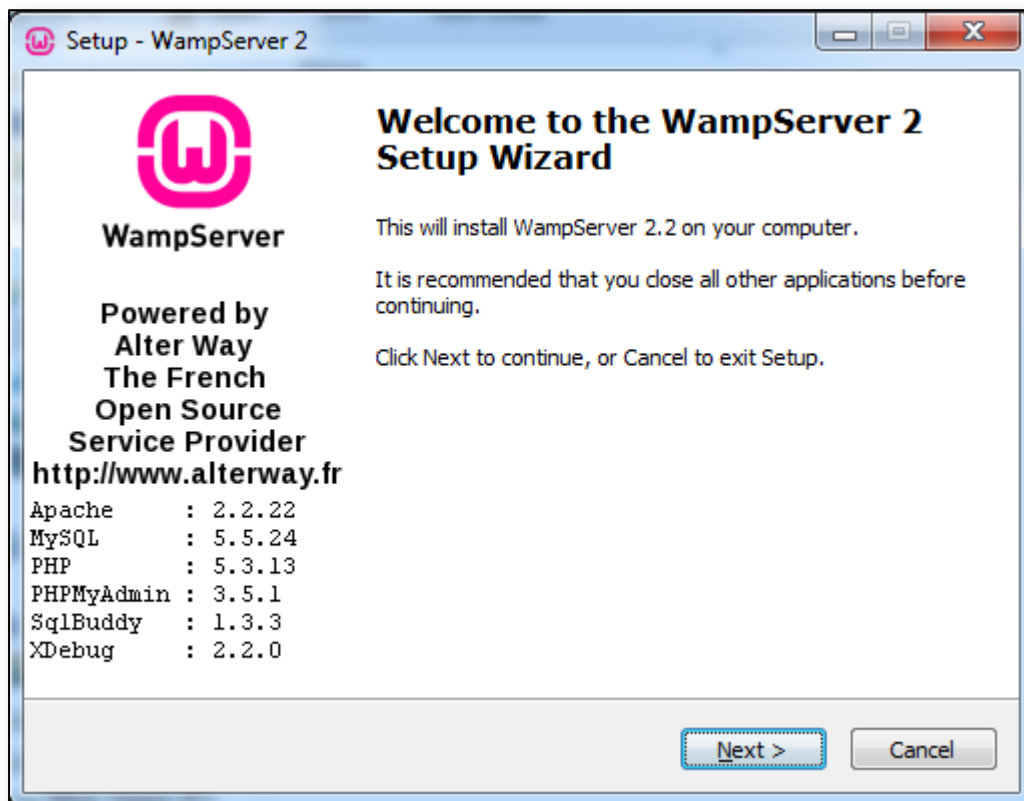 Setup - WampServer 2
WampServer
Powered by
Alter Way
The French
Open Source
Service Provider
http://www.alterway.fr
Apache : 2.2.22
MySQL : 5.5.24
PHP : 5.3.13
PHPMyAdmin : 3.5.1
SqlBuddy : 1.3.3
XDebug : 2.2.0
Welcome to the WampServer 2
Setup Wizard
This will install WampServer 2.2 on your computer.
It is recommended that you close all other applications before
continuing.
Click Next to continue, or Cancel to exit Setup.
Next >
Cancel